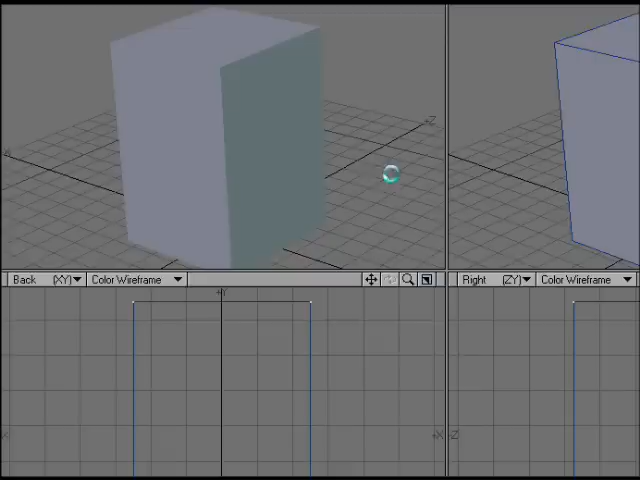 +Z
Back (XY) Color Wireframe
Right (ZY) Color Wireframe
+Y
+X -Z